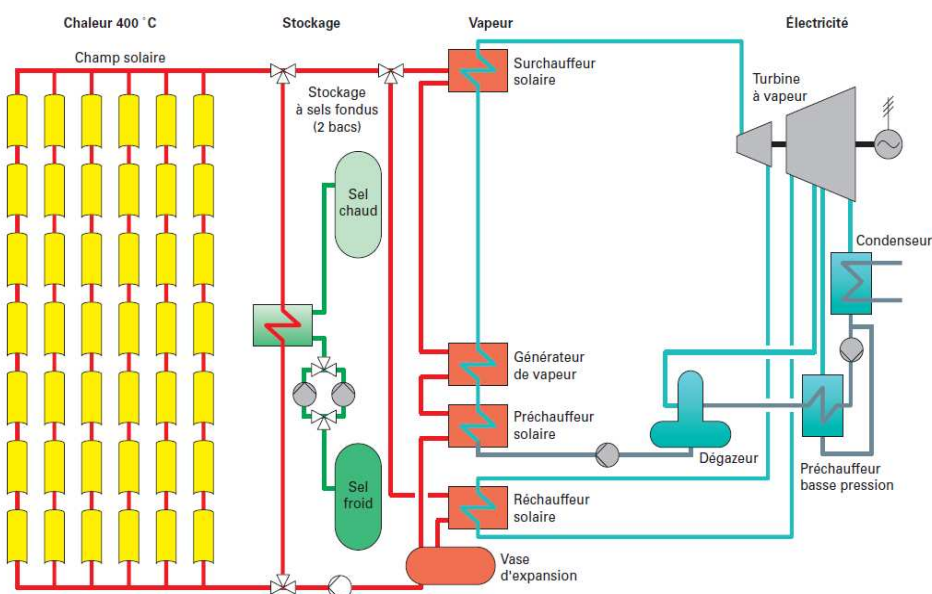 Chaleur 400 °C
Stockage
Vapeur
Électricité
Champ solaire
Stockage
à sels fondus
(2 bacs)
Surchauffeur
solaire
Turbine
à vapeur
Sel
chaud
Condenseur
Générateur
de vapeur
Préchauffeur
solaire
Dégazeur
Préchauffeur
basse pression
Sel
froid
Réchauffeur
solaire
Vase
d'expansion